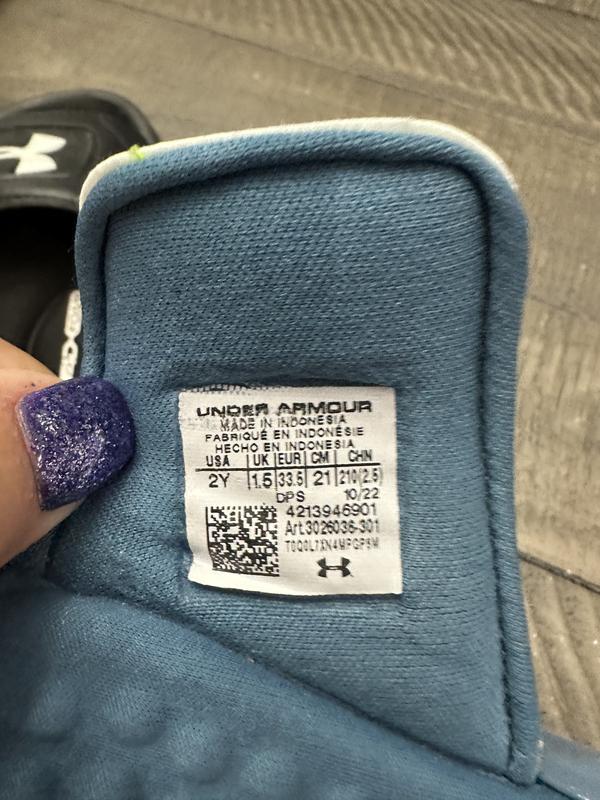 UNDER ARMOUR
MADE IN INDONESIA
FABRIQUÉ EN INDONÉSIE
HECHO EN INDONESIA
USA UK EUR CM CHN
2Y 1.5 33.5 21 210(2.5)
DPS 10/22
4213946901
Art:3026036-301